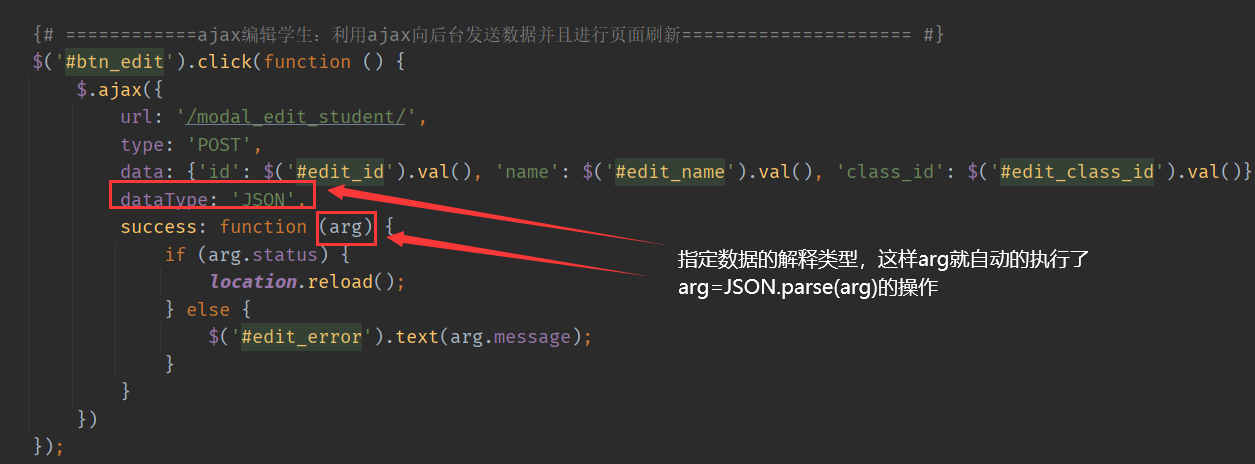 {# ============ajax编辑学生：利用ajax向后台发送数据并且进行页面刷新===================== #}
$('#btn_edit').click(function () {
$.ajax({
url: '/modal_edit_student/',
type: 'POST',
data: {'id': $('#edit_id').val(), 'name': $('#edit_name').val(), 'class_id': $('#edit_class_id').val()}
dataType: 'JSON',
success: function (arg) {
if (arg.status) {
location.reload();
} else {
$('#edit_error').text(arg.message);
}
}
})
});
指定数据的解释类型，这样arg就自动的执行了
arg=JSON.parse(arg)的操作